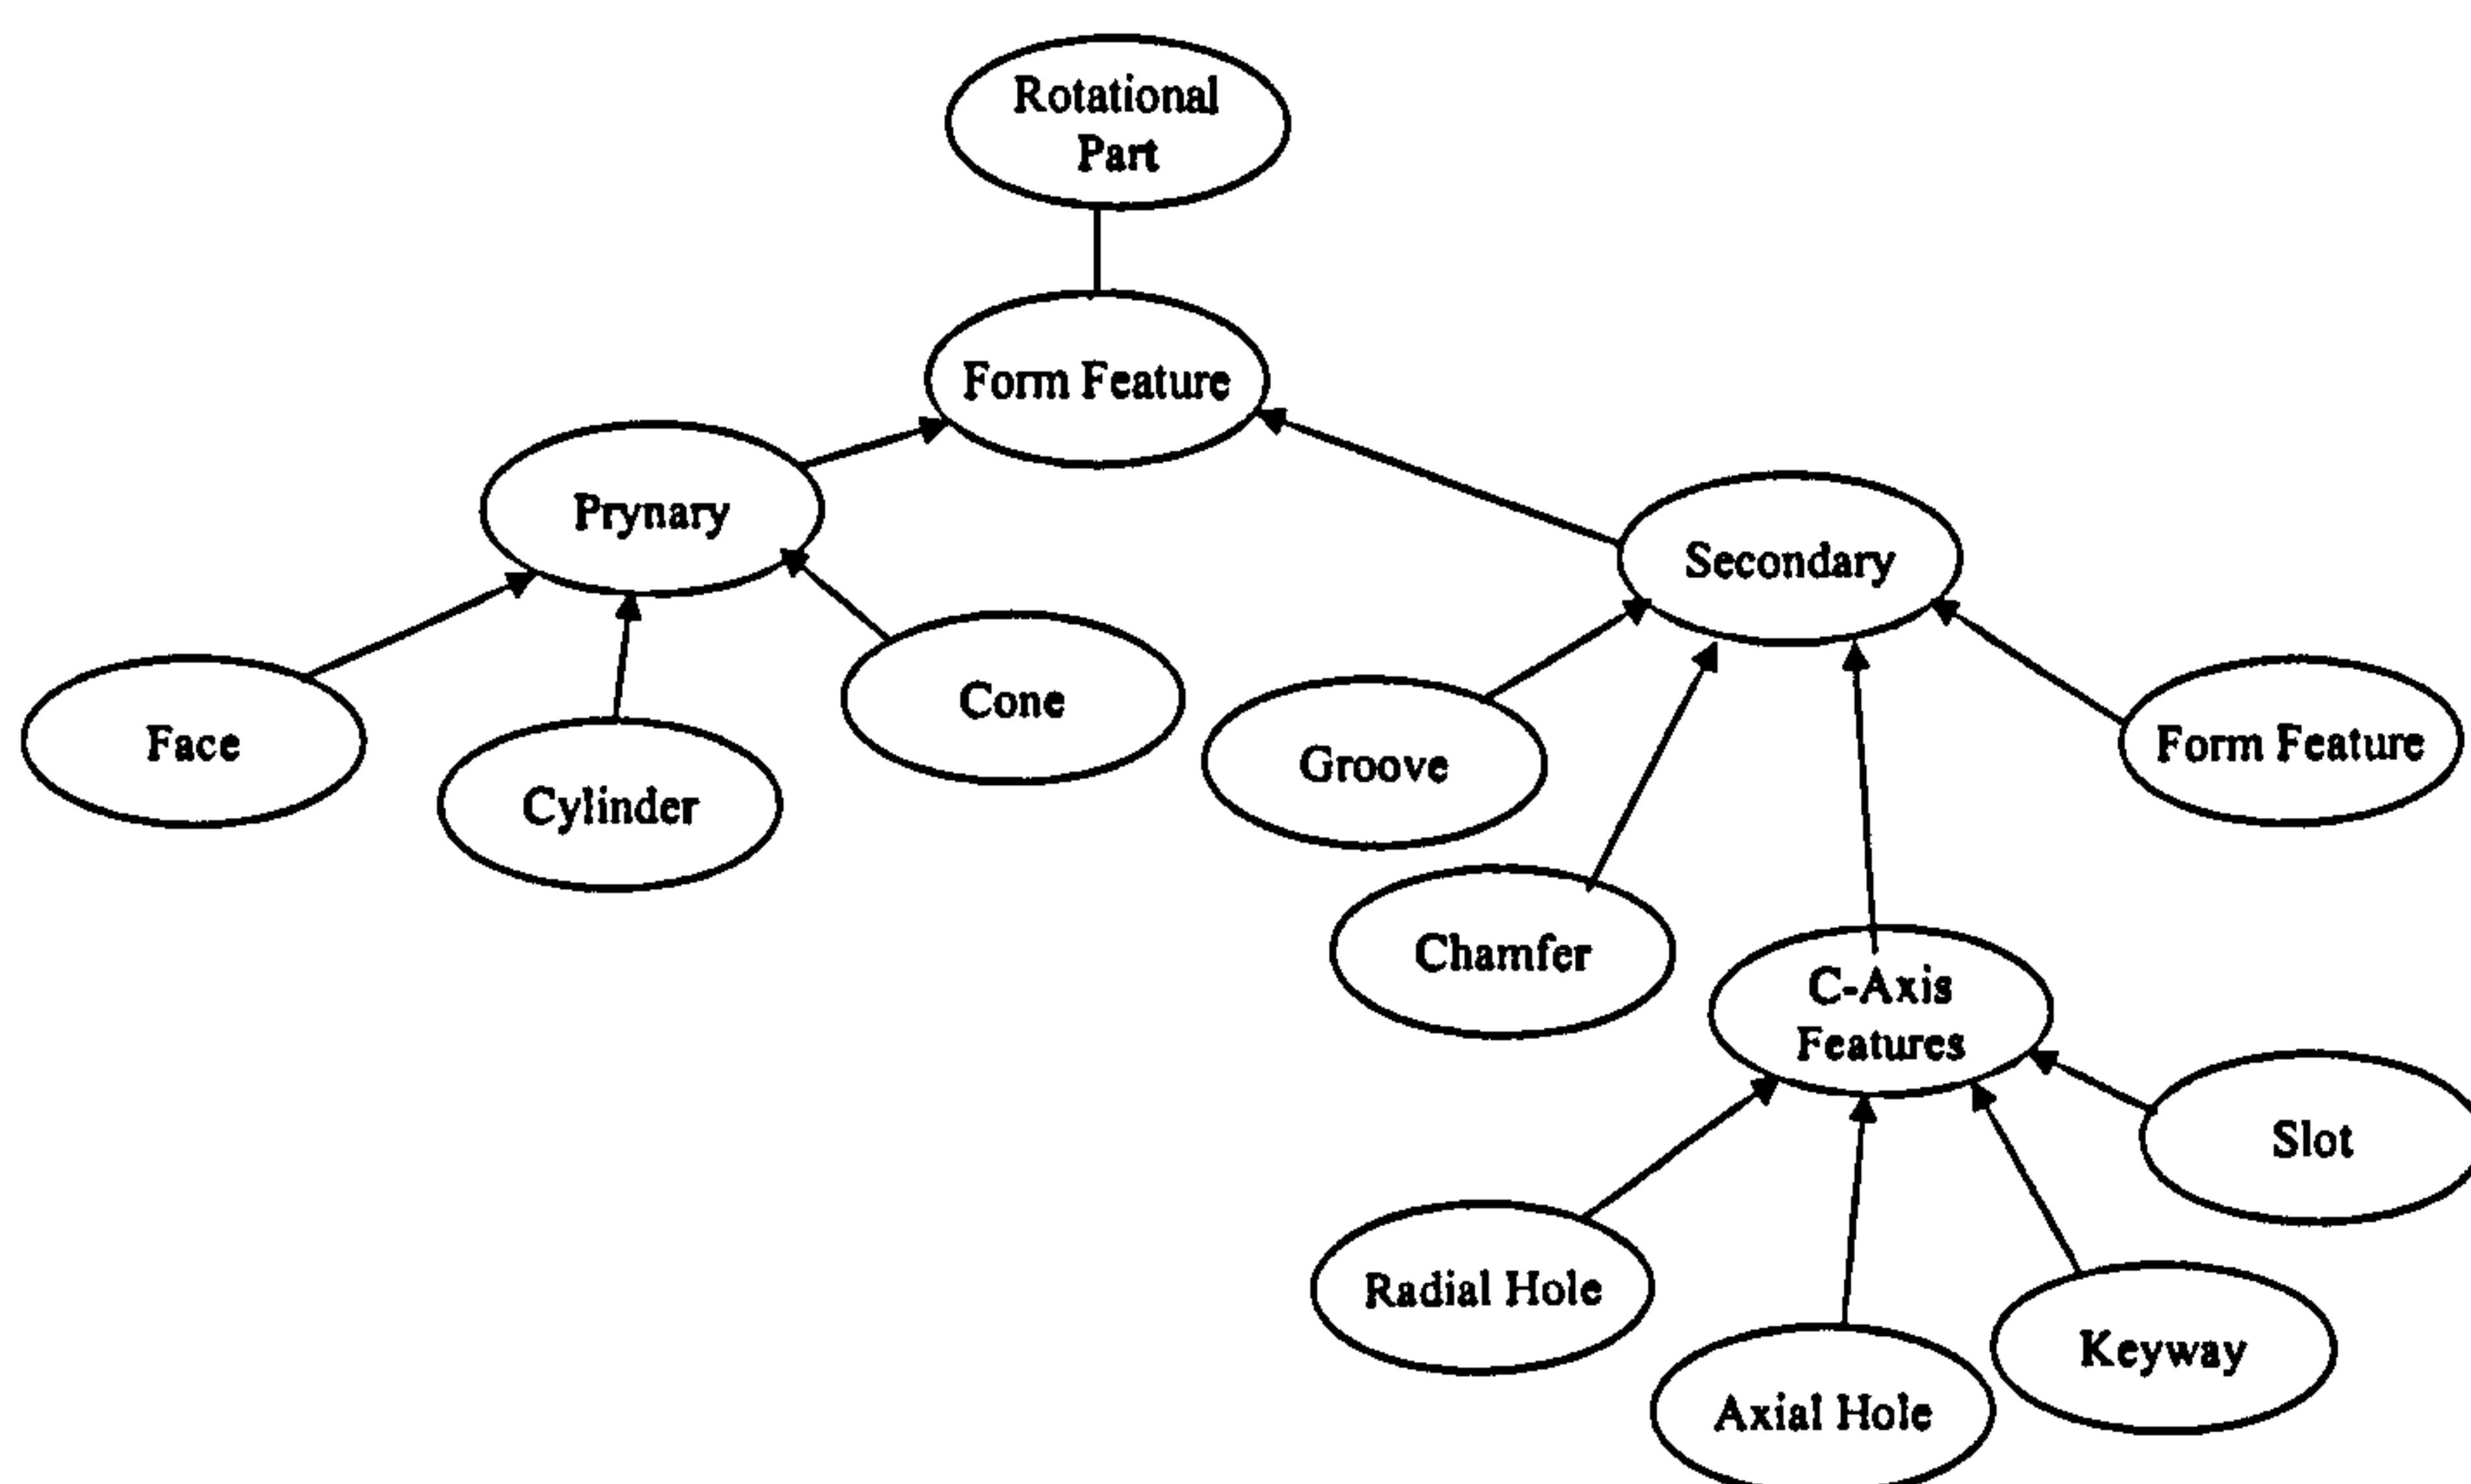 Rotational
Part
Form Feature
Prynary
Secondary
Face
Cylinder
Cone
Groove
Form Feature
Chamfer
C-Axis
Features
Slot
Radial Hole
Axial Hole
Keyway